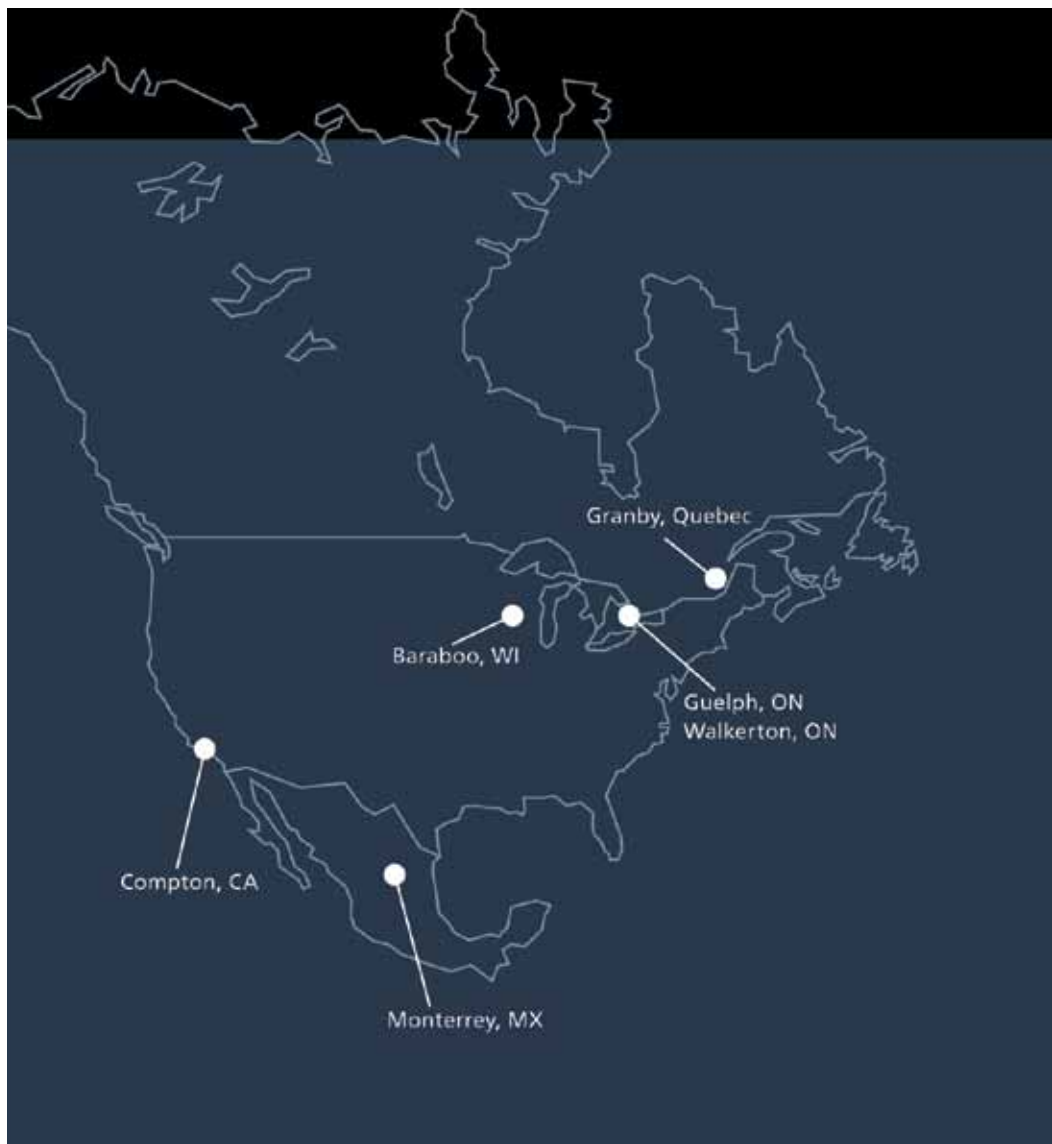 Granby, Quebec
Baraboo, WI
Guelph, ON
Walkerton, ON
Compton, CA
Monterrey, MX